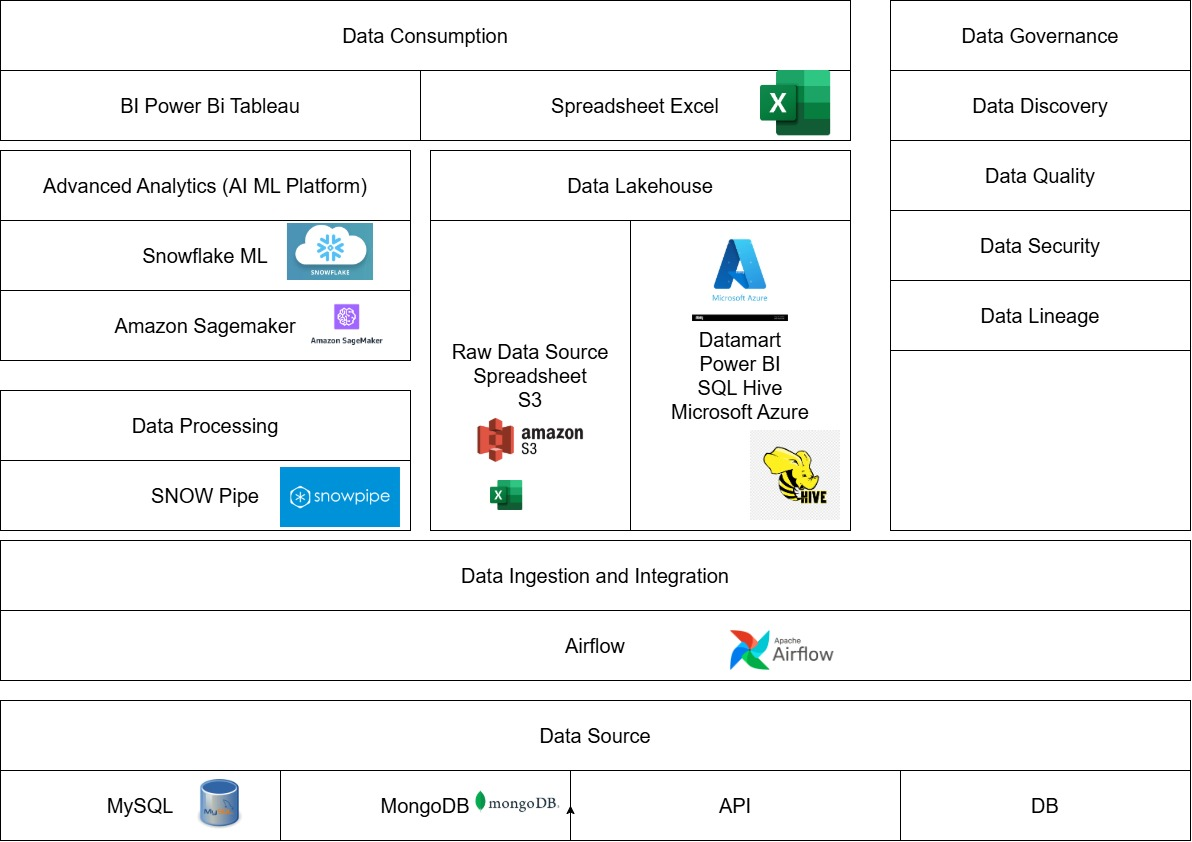 Data Consumption
BI Power Bi Tableau
Spreadsheet Excel
X
Advanced Analytics (AI ML Platform)
Snowflake ML
SNOWFLAKE
Amazon Sagemaker
Amazon SageMaker
Data Processing
SNOW Pipe
snowpipe
Data Lakehouse
Raw Data Source
Spreadsheet
S3
amazon
S3
X
Microsoft Azure
Datamart
Power BI
SQL Hive
Microsoft Azure
HIVE
Data Governance
Data Discovery
Data Quality
Data Security
Data Lineage
Data Ingestion and Integration
Airflow
Apache
Airflow
Data Source
MySQL
MongoDB
mongoDB.
API
DB